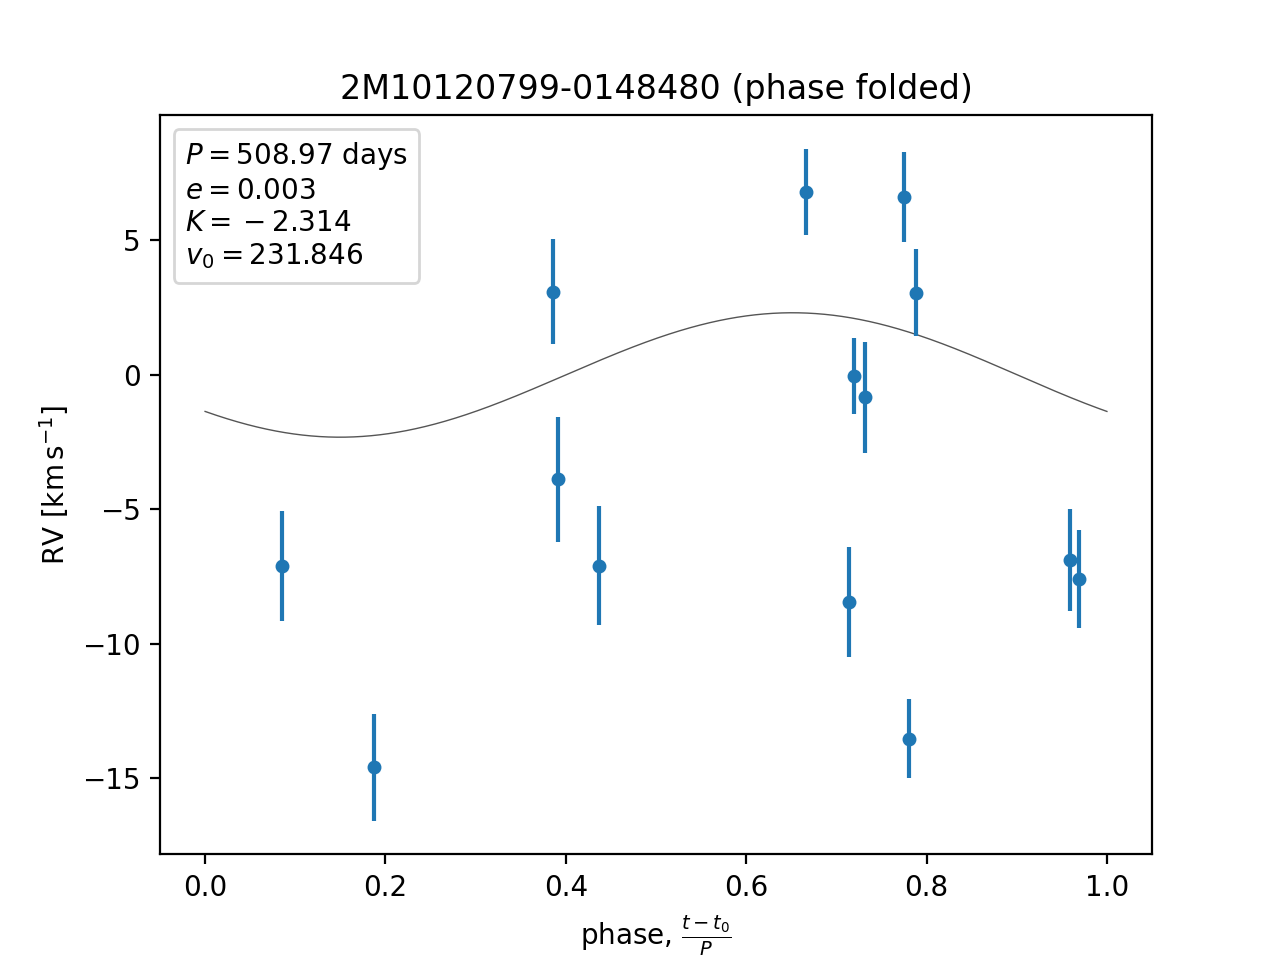 2M10120799-0148480 (phase folded)
P = 508.97 days
e = 0.003
K = −2.314
v₀ = 231.846
5
0
−5
−10
−15
RV [km s⁻¹]
0.0 0.2 0.4 0.6 0.8 1.0
phase, (t − t₀)/P